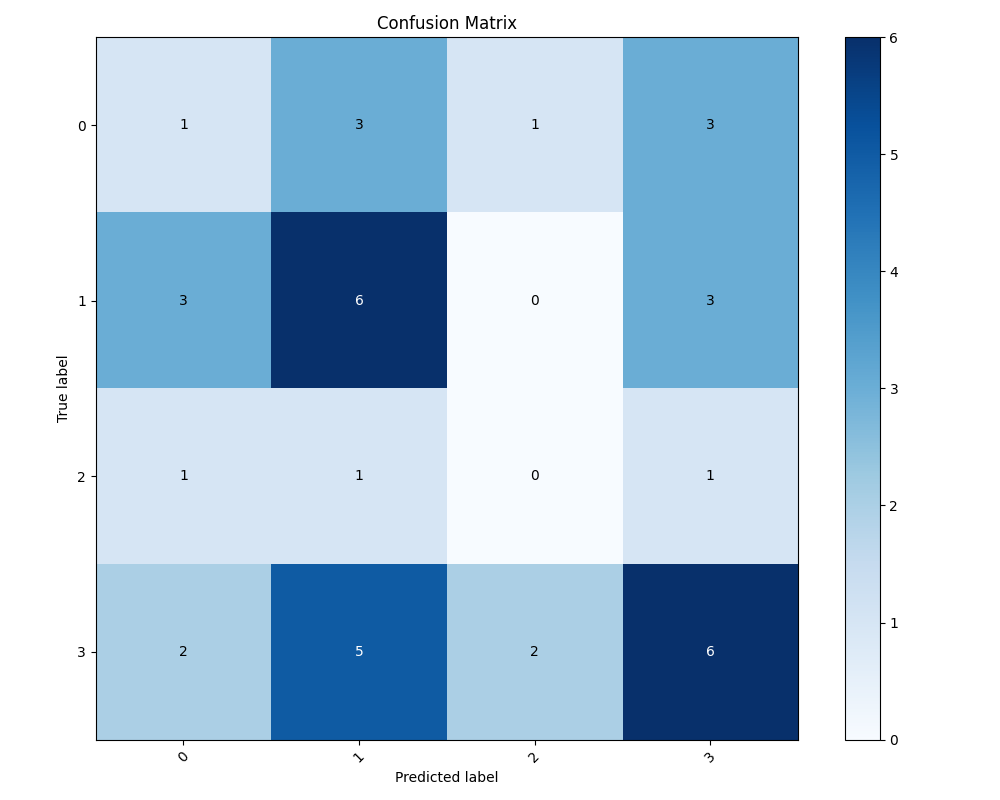 Confusion Matrix
True label
0 1 3 1 3
1 3 6 0 3
2 1 1 0 1
3 2 5 2 6
0 1 2 3
Predicted label
6
5
4
3
2
1
0